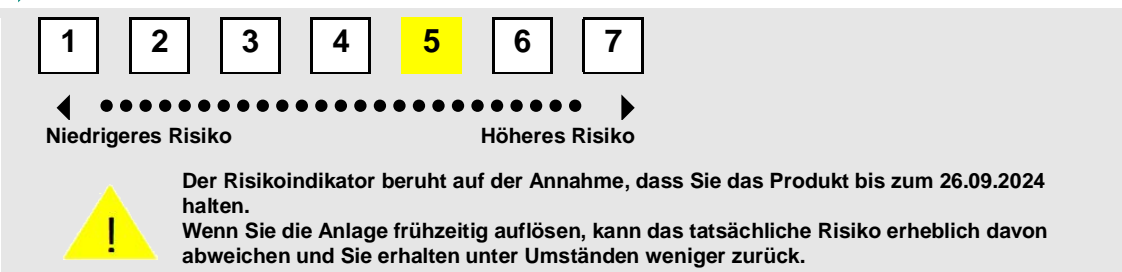 1 2 3 4 5 6 7
Niedrigeres Risiko Höheres Risiko
Der Risikoindikator beruht auf der Annahme, dass Sie das Produkt bis zum 26.09.2024
halten.
! Wenn Sie die Anlage frühzeitig auflösen, kann das tatsächliche Risiko erheblich davon
abweichen und Sie erhalten unter Umständen weniger zurück.